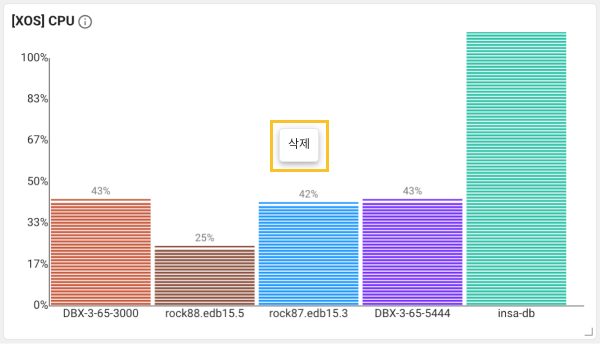 [XOS] CPU
100%
83%
67%
50%
33%
17%
0%
삭제
43%
25%
42%
43%
DBX-3-65-3000
rock88.edb15.5
rock87.edb15.3
DBX-3-65-5444
insa-db